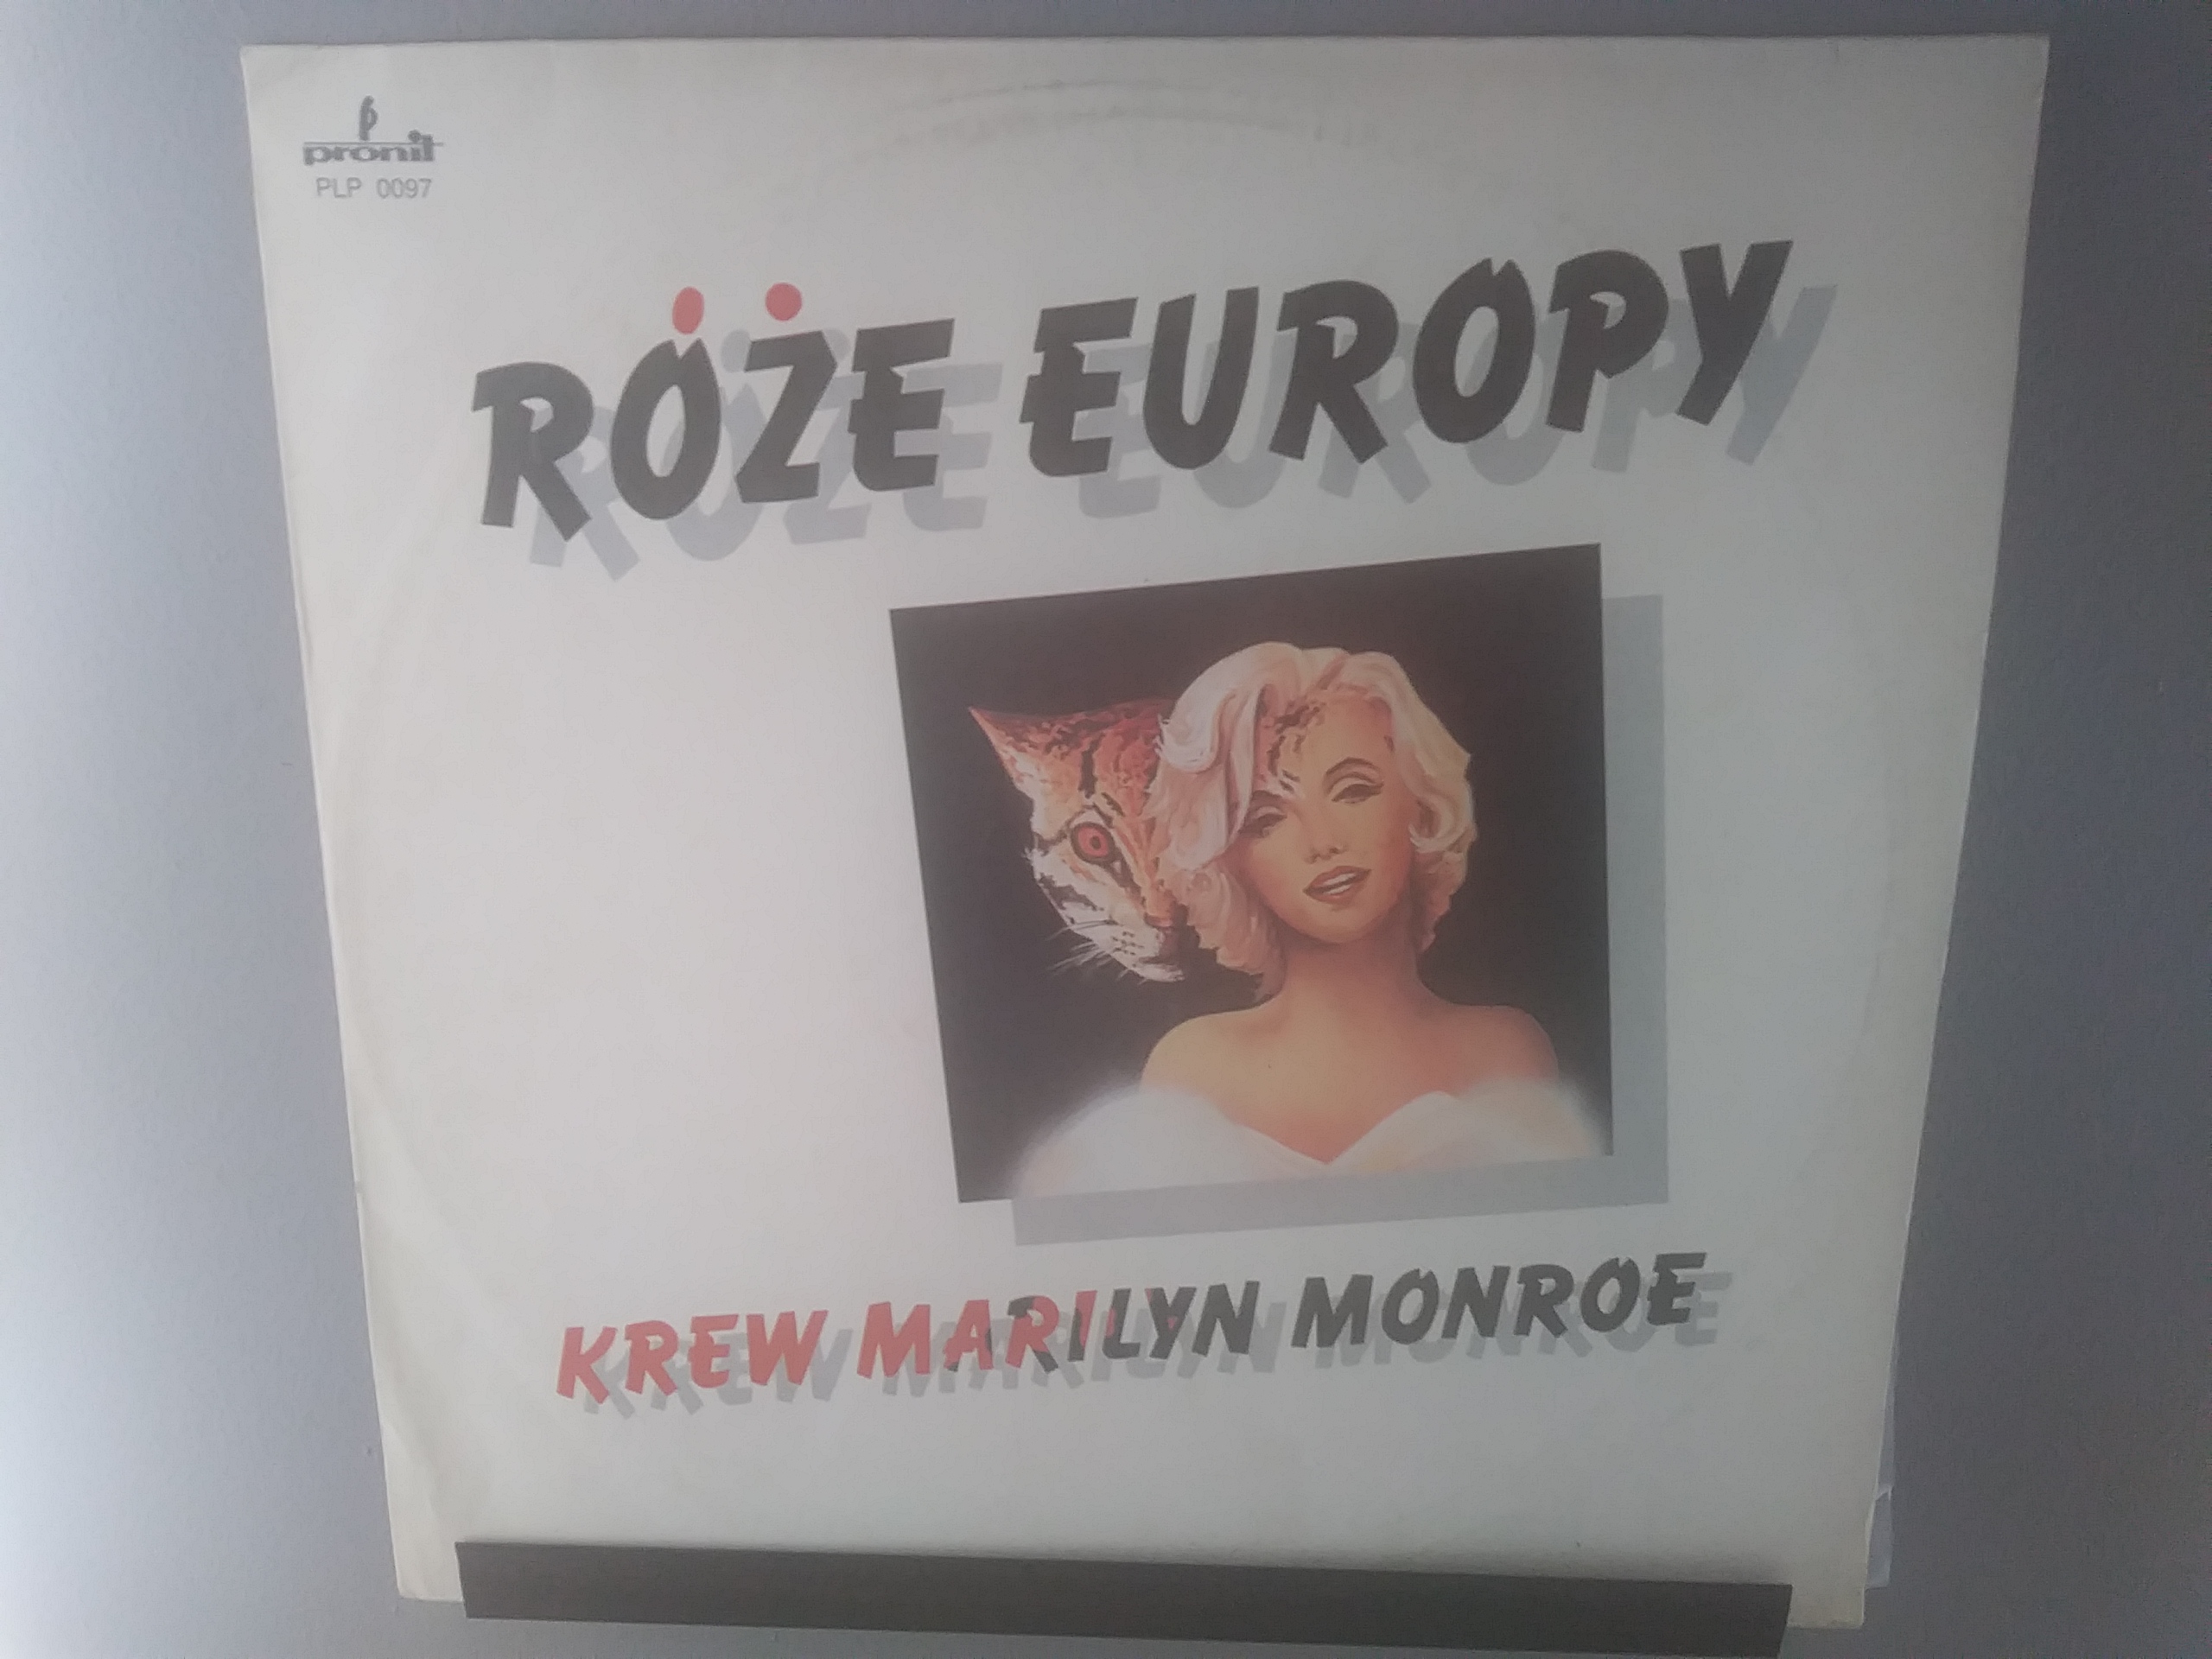 pronit
PLP 0097
RÓŻE EUROPY
KREW MARILYN MONROE